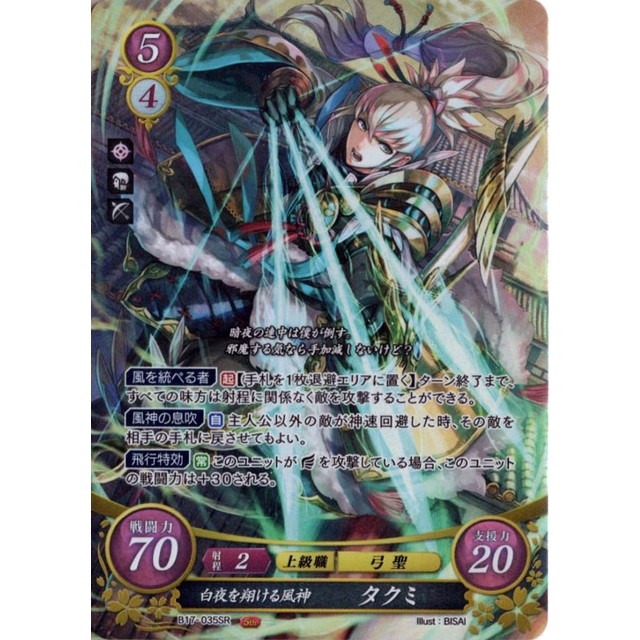 5
4
暗夜の連中は僕が倒す。
邪魔する気なら手加減しないけど？
風を統べる者 起 【手札を1枚退避エリアに置く】ターン終了まで、
すべての味方は射程に関係なく敵を攻撃することができる。
風神の息吹 自 主人公以外の敵が神速回避した時、その敵を
相手の手札に戻させてもよい。
飛行特効 常 このユニットが を攻撃している場合、このユニット
の戦闘力は＋30される。
戦闘力
70
射程 2 上級職 弓聖
支援力
20
白夜を翔ける風神 タクミ
B17-035SR
Illust：BISAI